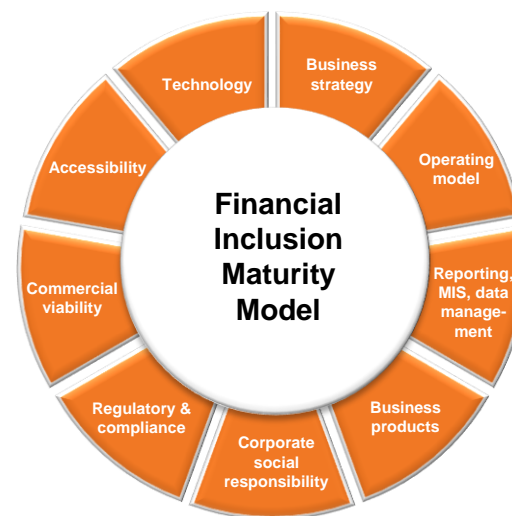 Financial
Inclusion
Maturity
Model
Business
strategy
Operating
model
Reporting,
MIS, data
manage-
ment
Business
products
Corporate
social
responsibility
Regulatory &
compliance
Commercial
viability
Accessibility
Technology